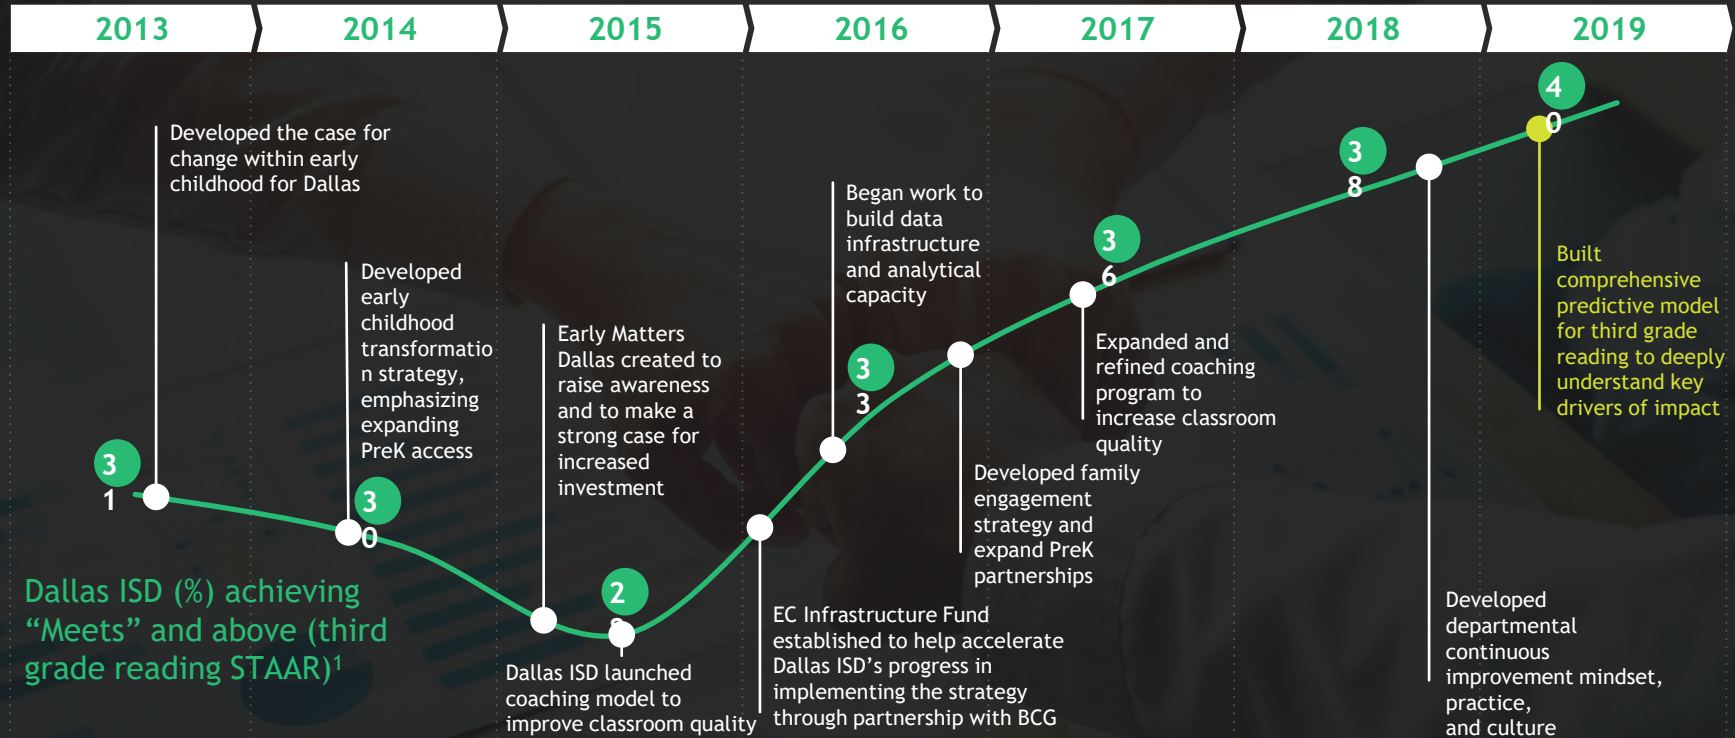 2013
2014
2015
2016
2017
2018
2019
Developed the case for
change within early
childhood for Dallas
3
1
Developed
early
childhood
transformatio
n strategy,
emphasizing
expanding
PreK access
3
0
Early Matters
Dallas created to
raise awareness
and to make a
strong case for
increased
investment
2
Dallas ISD launched
coaching model to
improve classroom quality
EC Infrastructure Fund
established to help accelerate
Dallas ISD’s progress in
implementing the strategy
through partnership with BCG
Began work to
build data
infrastructure
and analytical
capacity
3
3
Developed family
engagement
strategy and
expand PreK
partnerships
3
6
Expanded and
refined coaching
program to
increase classroom
quality
3
8
Developed
departmental
continuous
improvement mindset,
practice,
and culture
4
0
Built
comprehensive
predictive model
for third grade
reading to deeply
understand key
drivers of impact
Dallas ISD (%) achieving
“Meets” and above (third
grade reading STAAR)¹